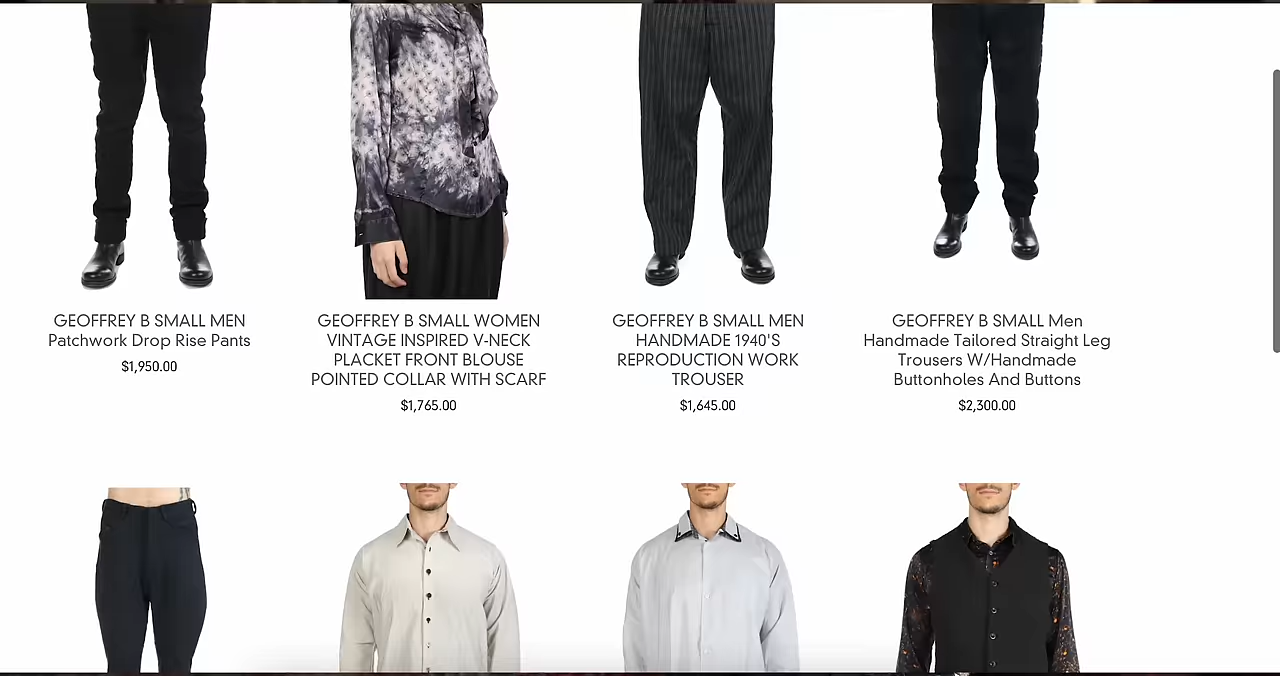 GEOFFREY B SMALL MEN
Patchwork Drop Rise Pants
$1,950.00
GEOFFREY B SMALL WOMEN
VINTAGE INSPIRED V-NECK
PLACKET FRONT BLOUSE
POINTED COLLAR WITH SCARF
$1,765.00
GEOFFREY B SMALL MEN
HANDMADE 1940'S
REPRODUCTION WORK
TROUSER
$1,645.00
GEOFFREY B SMALL Men
Handmade Tailored Straight Leg
Trousers W/Handmade
Buttonholes And Buttons
$2,300.00